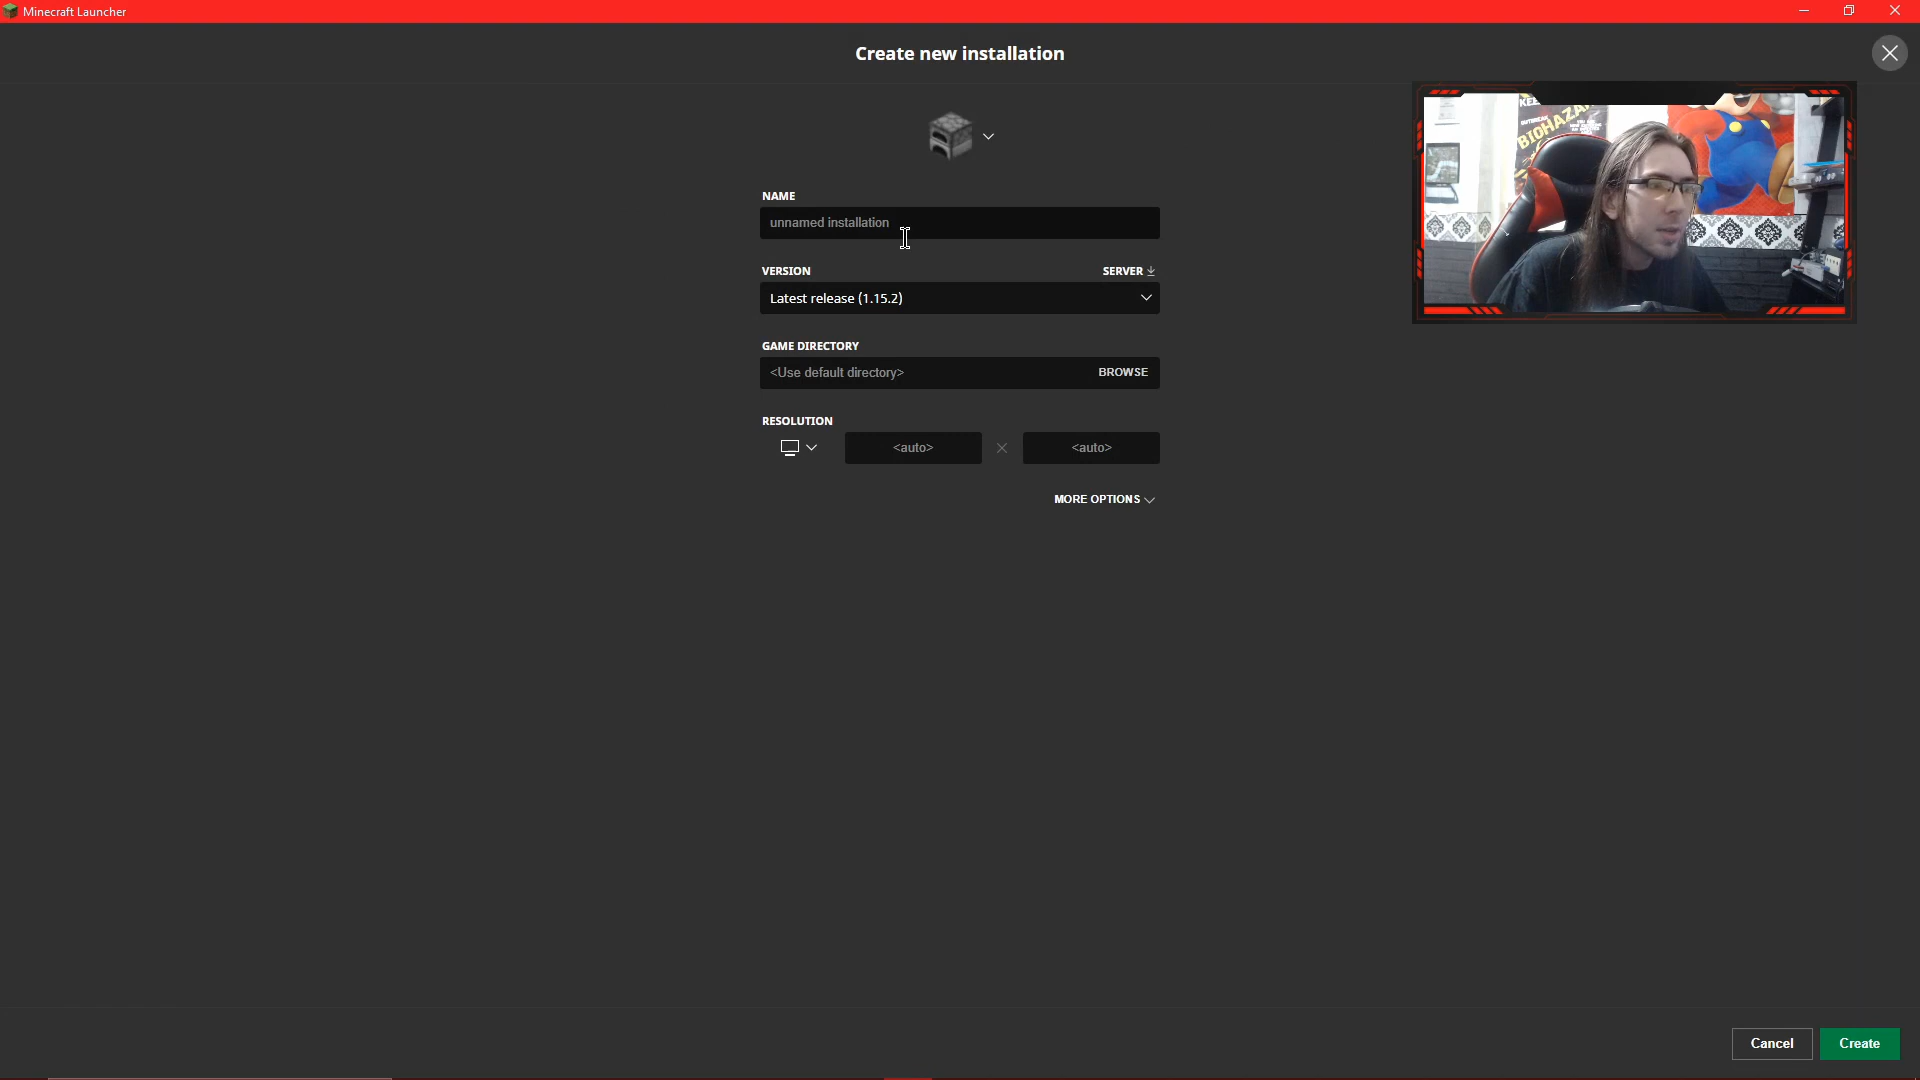 Minecraft Launcher
Create new installation
NAME
unnamed installation
VERSION
SERVER
Latest release (1.15.2)
GAME DIRECTORY
<Use default directory>
BROWSE
RESOLUTION
<auto>
<auto>
MORE OPTIONS
Cancel
Create
BIOHAZA